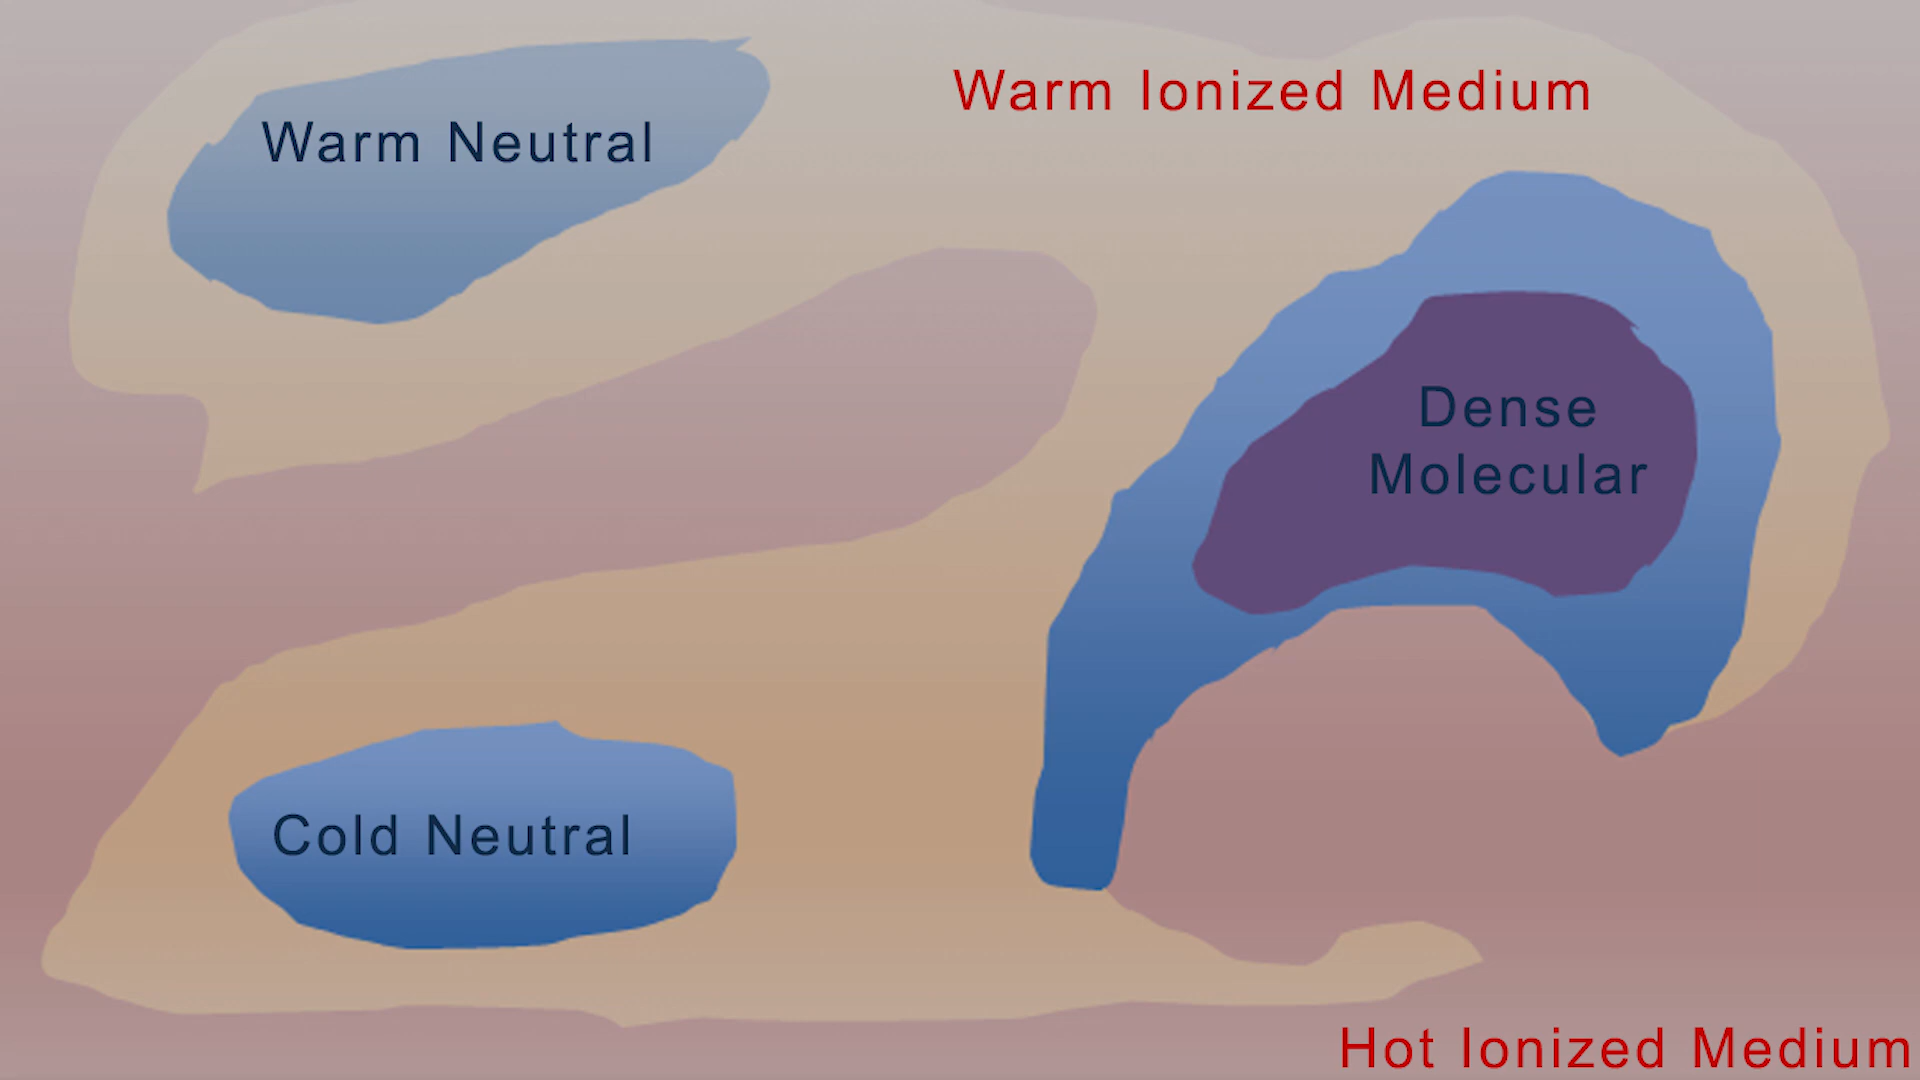 Warm Ionized Medium
Warm Neutral
Dense
Molecular
Cold Neutral
Hot Ionized Medium